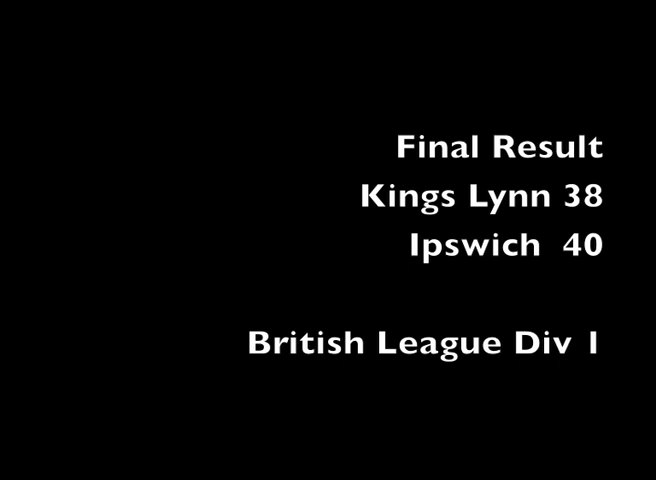 Final Result
Kings Lynn 38
Ipswich 40
British League Div 1